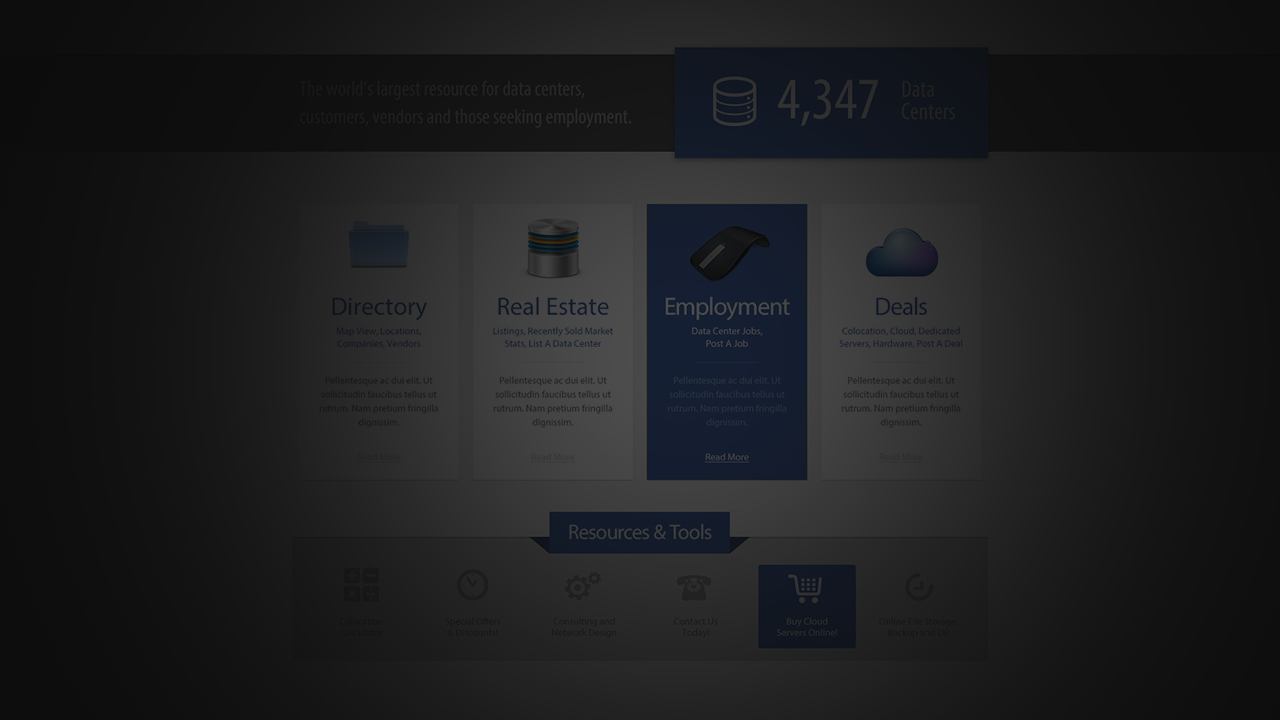 The world's largest resource for data centers,
customers, vendors and those seeking employment.
4,347
Data
Centers
Directory
Map View, Locations,
Companies, Vendors
Pellentesque ac dui elit. Ut
sollicitudin faucibus tellus ut
rutrum. Nam pretium fringilla
dignissim.
Read More
Real Estate
Listings, Recently Sold Market
Stats, List A Data Center
Pellentesque ac dui elit. Ut
sollicitudin faucibus tellus ut
rutrum. Nam pretium fringilla
dignissim.
Read More
Employment
Data Center Jobs,
Post A Job
Pellentesque ac dui elit. Ut
sollicitudin faucibus tellus ut
rutrum. Nam pretium fringilla
dignissim.
Read More
Deals
Colocation, Cloud, Dedicated
Servers, Hardware, Post A Deal
Pellentesque ac dui elit. Ut
sollicitudin faucibus tellus ut
rutrum. Nam pretium fringilla
dignissim.
Read More
Resources & Tools
Special Offers
& Discounts!
Consulting and
Network Design
Contact Us
Today!
Buy Cloud
Servers Online!
Online File Storage,